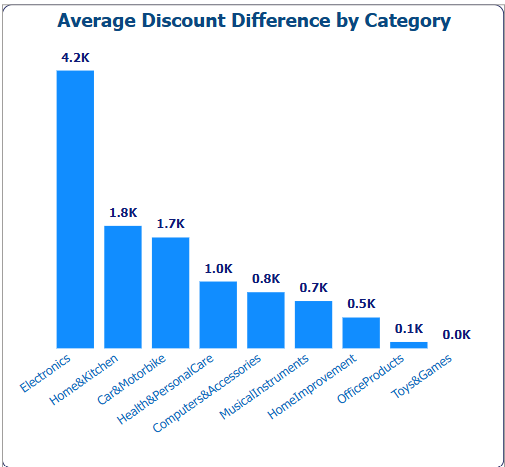 Average Discount Difference by Category
4.2K
1.8K
1.7K
1.0K
0.8K
0.7K
0.5K
0.1K
0.0K
Electronics
Home&Kitchen
Car&Motorbike
Health&PersonalCare
Computers&Accessories
MusicalInstruments
HomeImprovement
OfficeProducts
Toys&Games